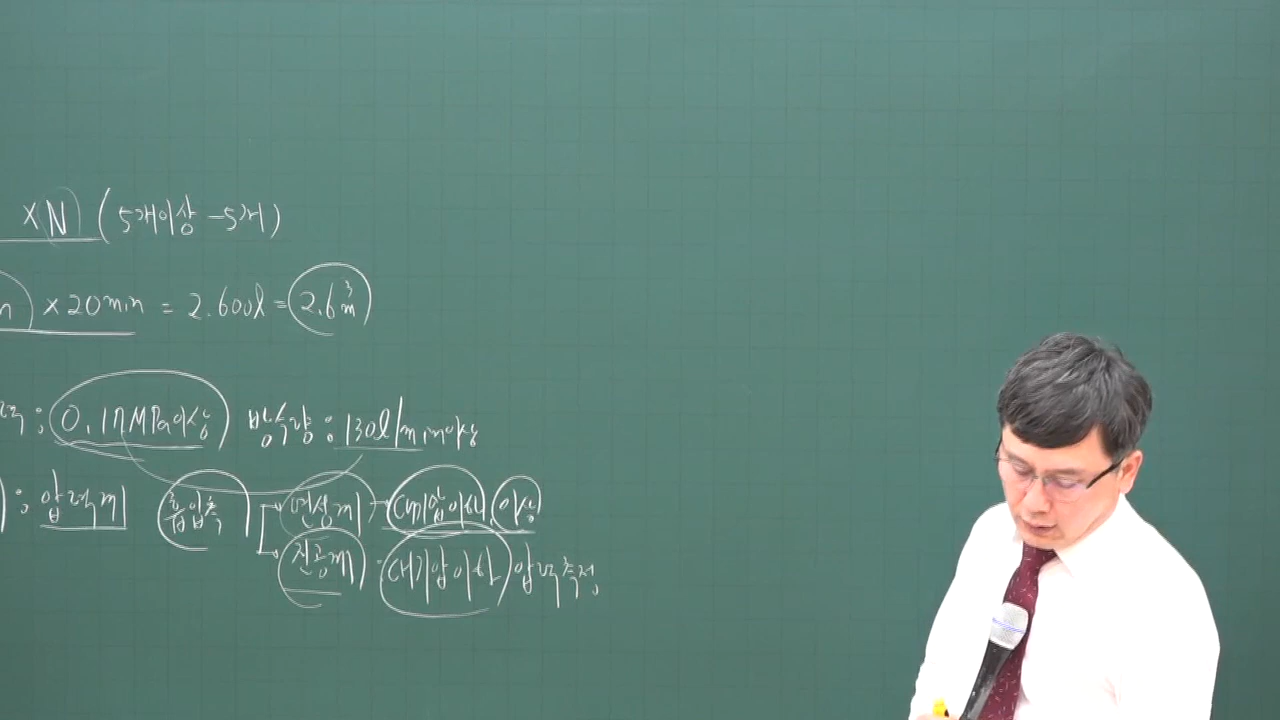 ×N (5개이상 -5개)
n × 20min = 2.600l = 2.6m³
: 0.17MPa이상 방수량 : 130l/min이상
: 압력계 흡입측 연성계 → 대기압이하, 이상
진공계 : 대기압이하 압력측정,